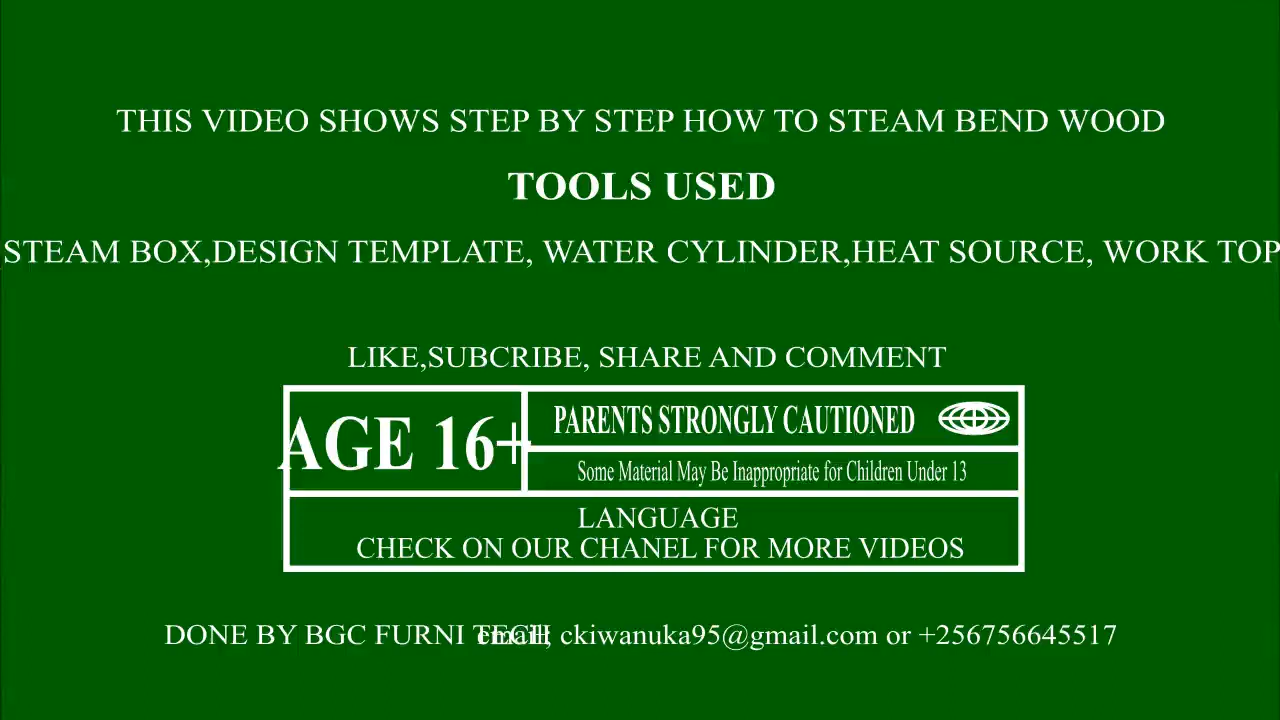 THIS VIDEO SHOWS STEP BY STEP HOW TO STEAM BEND WOOD
TOOLS USED
STEAM BOX,DESIGN TEMPLATE, WATER CYLINDER,HEAT SOURCE, WORK TOP
LIKE,SUBCRIBE, SHARE AND COMMENT
AGE 16+
PARENTS STRONGLY CAUTIONED
Some Material May Be Inappropriate for Children Under 13
LANGUAGE
CHECK ON OUR CHANEL FOR MORE VIDEOS
DONE BY BGC FURNI TECH email; ckiwanuka95@gmail.com or +256756645517